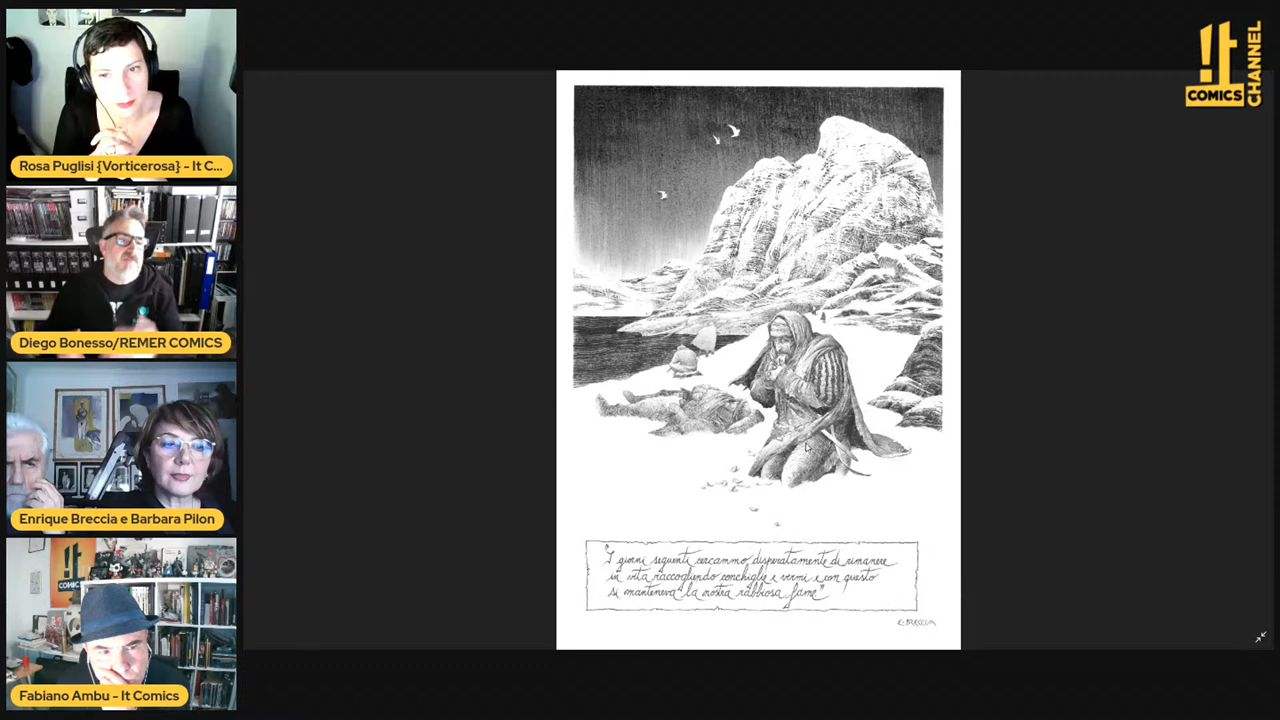 Rosa Puglisi {Vorticerosa} - It C...
Diego Bonesso/REMER COMICS
Enrique Breccia e Barbara Pilon
Fabiano Ambu - It Comics
!t
COMICS
CHANNEL
"I giorni seguenti cercammo disperatamente di rimanere
in vita raccogliendo conchiglie e vermi e con questo
si manteneva la nostra rabbiosa fame"
E. BRECCIA
!t
COMICS